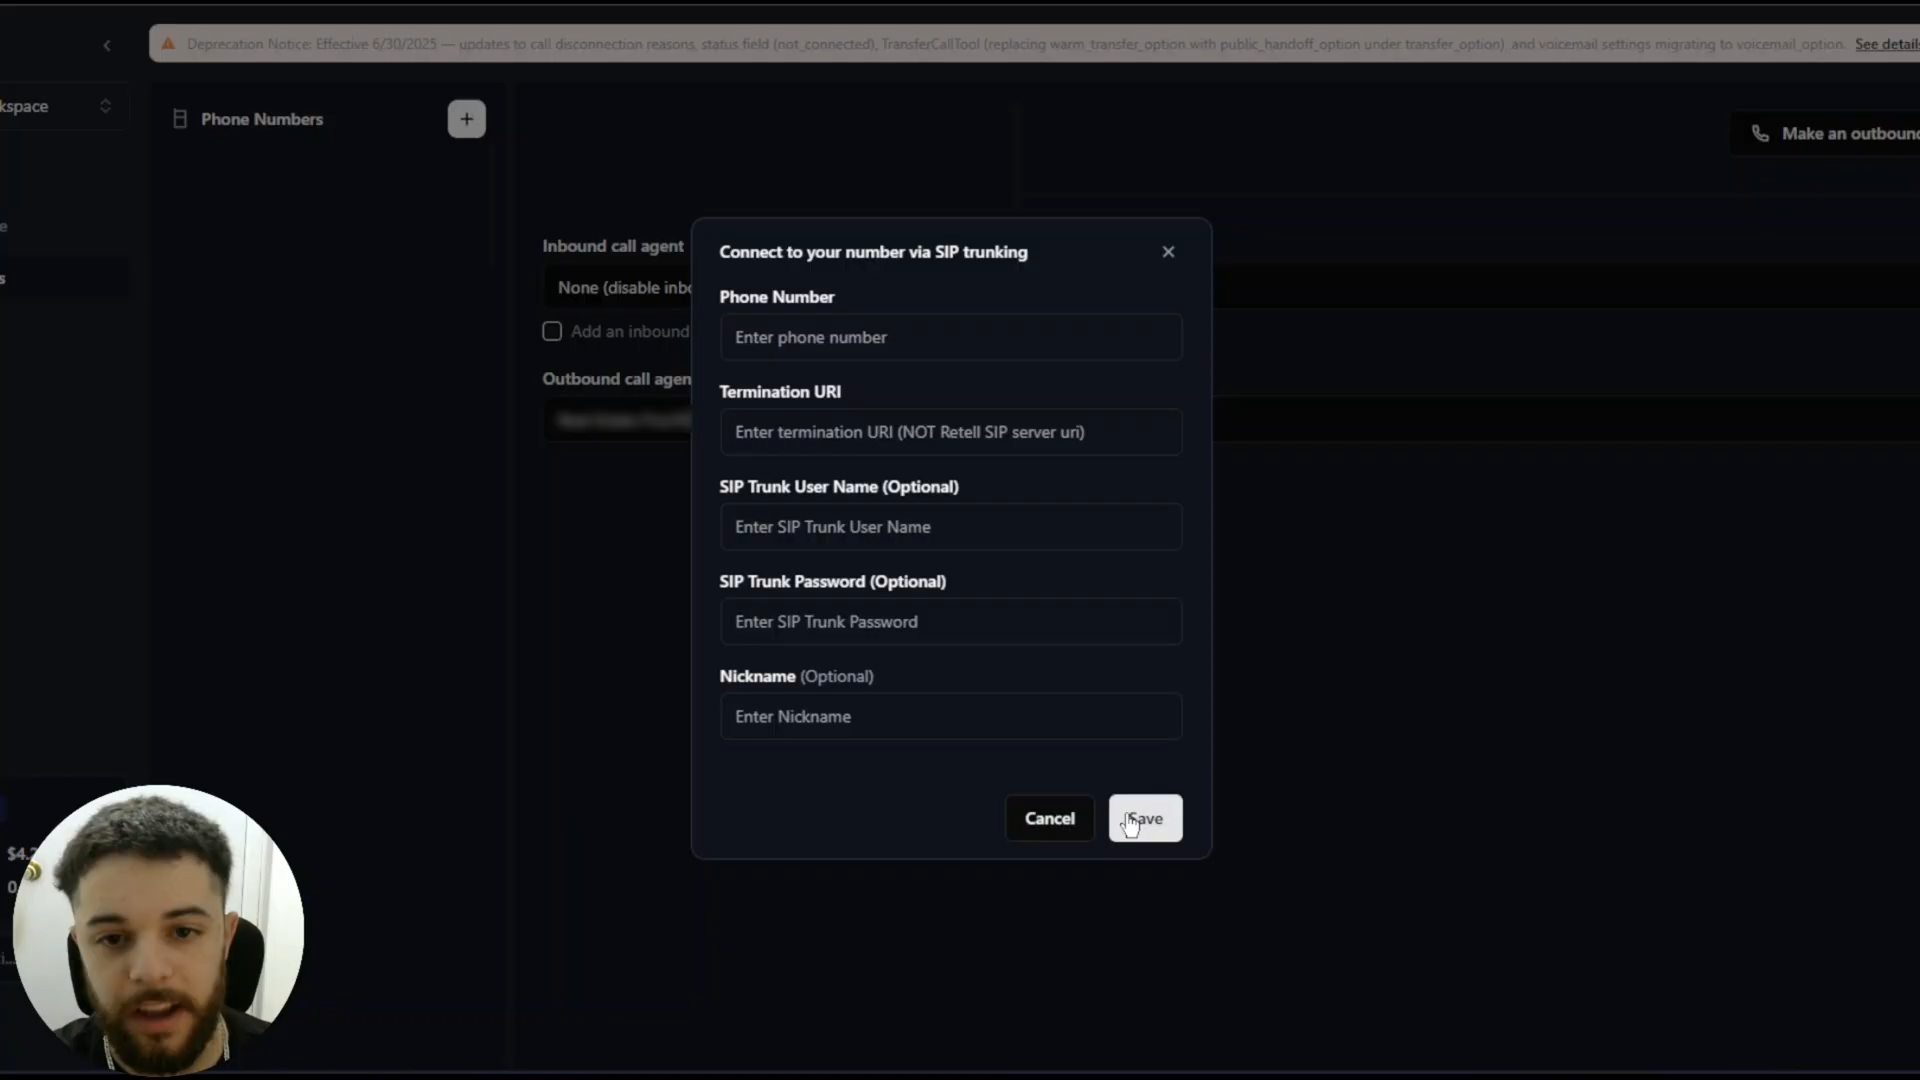 Deprecation Notice: Effective 6/30/2025 — updates to call disconnection reasons, status field (not_connected), TransferCallTool (replacing warm_transfer_option with public_handoff_option under transfer_option), and voicemail settings migrating to voicemail_option. See details
kspace
Phone Numbers
+
Make an outbound
e
s
Inbound call agent
None (disable inbo
Add an inbound
Outbound call agen
Connect to your number via SIP trunking
Phone Number
Enter phone number
Termination URI
Enter termination URI (NOT Retell SIP server uri)
SIP Trunk User Name (Optional)
Enter SIP Trunk User Name
SIP Trunk Password (Optional)
Enter SIP Trunk Password
Nickname (Optional)
Enter Nickname
Cancel
Save
$4.
0